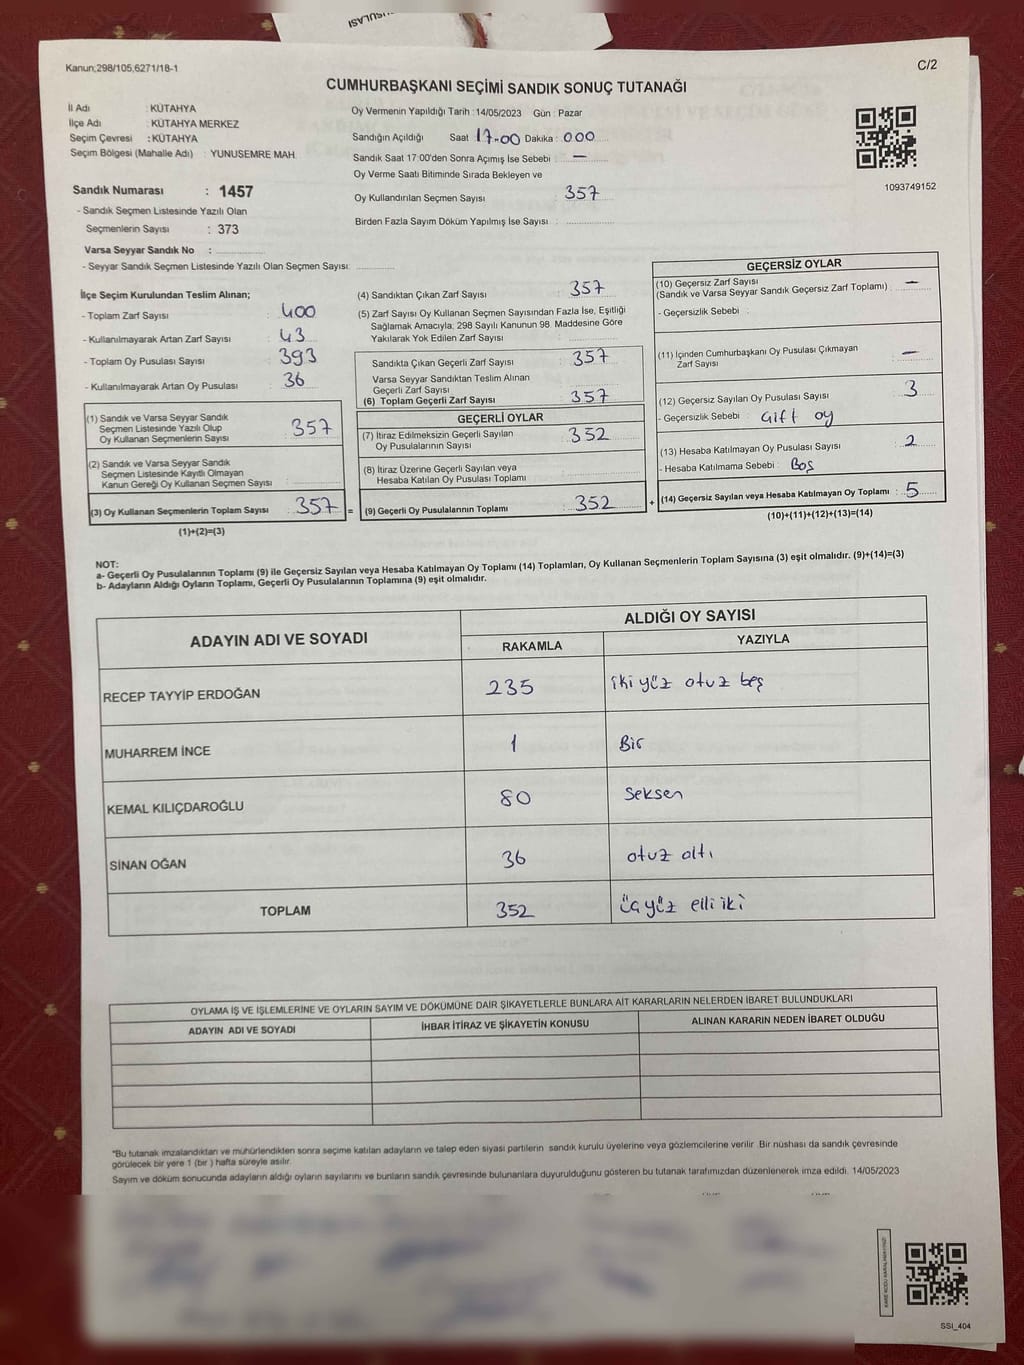 Kanun;298/105,6271/18-1
C/2
CUMHURBAŞKANI SEÇİMİ SANDIK SONUÇ TUTANAĞI
İl Adı : KÜTAHYA
İlçe Adı : KÜTAHYA MERKEZ
Seçim Çevresi : KÜTAHYA
Seçim Bölgesi (Mahalle Adı) : YUNUSEMRE MAH.
Oy Vermenin Yapıldığı Tarih : 14/05/2023 Gün : Pazar
Sandığın Açıldığı Saat 17.00 Dakika : 000
Sandık Saat 17:00'den Sonra Açımış İse Sebebi : —
Oy Verme Saati Bitiminde Sırada Bekleyen ve
Oy Kullandırılan Seçmen Sayısı : 357
Birden Fazla Sayım Döküm Yapılmış İse Sayısı :
1093749152
Sandık Numarası : 1457
- Sandık Seçmen Listesinde Yazılı Olan
Seçmenlerin Sayısı : 373
Varsa Seyyar Sandık No :
- Seyyar Sandık Seçmen Listesinde Yazılı Olan Seçmen Sayısı:
İlçe Seçim Kurulundan Teslim Alınan;
- Toplam Zarf Sayısı : 400
- Kullanılmayarak Artan Zarf Sayısı : 43
- Toplam Oy Pusulası Sayısı : 393
- Kullanılmayarak Artan Oy Pusulası : 36
(1) Sandık ve Varsa Seyyar Sandık
Seçmen Listesinde Yazılı Olup
Oy Kullanan Seçmenlerin Sayısı : 357
(2) Sandık ve Varsa Seyyar Sandık
Seçmen Listesinde Kayıtlı Olmayan
Kanun Gereği Oy Kullanan Seçmen Sayısı :
(3) Oy Kullanan Seçmenlerin Toplam Sayısı : 357 =
(1)+(2)=(3)
(4) Sandıktan Çıkan Zarf Sayısı : 357
(5) Zarf Sayısı Oy Kullanan Seçmen Sayısından Fazla İse, Eşitliği
Sağlamak Amacıyla; 298 Sayılı Kanunun 98. Maddesine Göre
Yakılarak Yok Edilen Zarf Sayısı :
Sandıkta Çıkan Geçerli Zarf Sayısı : 357
Varsa Seyyar Sandıktan Teslim Alınan
Geçerli Zarf Sayısı :
(6) Toplam Geçerli Zarf Sayısı : 357
GEÇERLİ OYLAR
(7) İtiraz Edilmeksizin Geçerli Sayılan
Oy Pusulalarının Sayısı : 352
(8) İtiraz Üzerine Geçerli Sayılan veya
Hesaba Katılan Oy Pusulası Toplamı :
(9) Geçerli Oy Pusulalarının Toplamı : 352 +
GEÇERSİZ OYLAR
(10) Geçersiz Zarf Sayısı
(Sandık ve Varsa Seyyar Sandık Geçersiz Zarf Toplamı) : —
- Geçersizlik Sebebi :
(11) İçinden Cumhurbaşkanı Oy Pusulası Çıkmayan
Zarf Sayısı : —
(12) Geçersiz Sayılan Oy Pusulası Sayısı : 3
- Geçersizlik Sebebi : Gift oy
(13) Hesaba Katılmayan Oy Pusulası Sayısı : 2
- Hesaba Katılmama Sebebi : Boş
(14) Geçersiz Sayılan veya Hesaba Katılmayan Oy Toplamı : 5
(10)+(11)+(12)+(13)=(14)
NOT:
a- Geçerli Oy Pusulalarının Toplamı (9) ile Geçersiz Sayılan veya Hesaba Katılmayan Oy Toplamı (14) Toplamları, Oy Kullanan Seçmenlerin Toplam Sayısına (3) eşit olmalıdır. (9)+(14)=(3)
b- Adayların Aldığı Oyların Toplamı, Geçerli Oy Pusulalarının Toplamına (9) eşit olmalıdır.
ADAYIN ADI VE SOYADI
ALDIĞI OY SAYISI
RAKAMLA YAZIYLA
RECEP TAYYİP ERDOĞAN 235 iki yüz otuz beş
MUHARREM İNCE 1 Bir
KEMAL KILIÇDAROĞLU 80 Seksen
SİNAN OĞAN 36 otuz altı
TOPLAM 352 üç yüz elli iki
OYLAMA İŞ VE İŞLEMLERİNE VE OYLARIN SAYIM VE DÖKÜMÜNE DAİR ŞİKAYETLERLE BUNLARA AİT KARARLARIN NELERDEN İBARET BULUNDUKLARI
ADAYIN ADI VE SOYADI İHBAR İTİRAZ VE ŞİKAYETİN KONUSU ALINAN KARARIN NEDEN İBARET OLDUĞU
*Bu tutanak imzalandıktan ve mühürlendikten sonra seçime katılan adayların ve talep eden siyasi partilerin sandık kurulu üyelerine veya gözlemcilerine verilir. Bir nüshası da sandık çevresinde
görülecek bir yere 1 (bir ) hafta süreyle asılır.
Sayım ve döküm sonucunda adayların aldığı oyların sayılarını ve bunların sandık çevresinde bulunanlara duyurulduğunu gösteren bu tutanak tarafımızdan düzenlenerek imza edildi. 14/05/2023
SSI_404